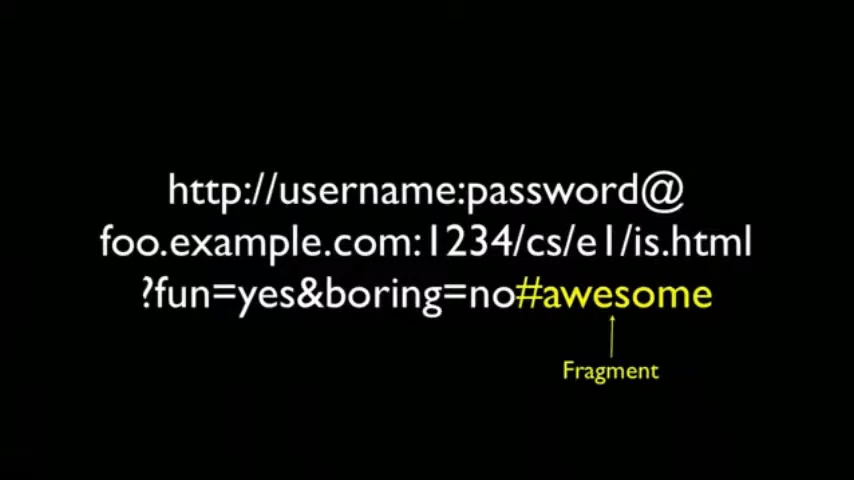 http://username:password@
foo.example.com:1234/cs/e1/is.html
?fun=yes&boring=no#awesome
Fragment